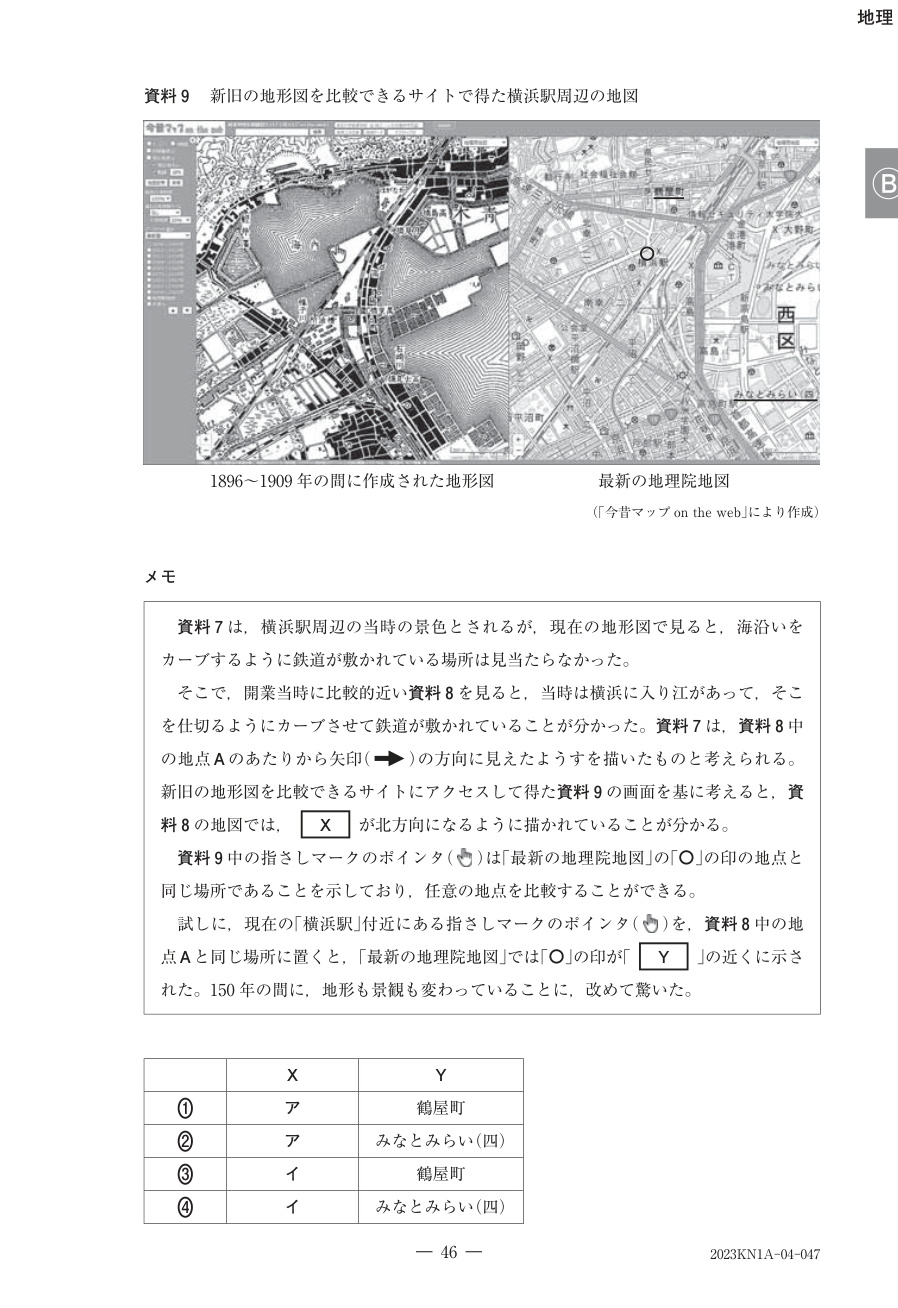 地理
資料9 新旧の地形図を比較できるサイトで得た横浜駅周辺の地図
B
今昔マップon the web
鶴屋町
横浜駅
西区
みなとみらい(四
平沼町
高島
大野町
南幸
1896～1909年の間に作成された地形図
最新の地理院地図
(「今昔マップ on the web」により作成)
メモ
資料7は，横浜駅周辺の当時の景色とされるが，現在の地形図で見ると，海沿いを
カーブするように鉄道が敷かれている場所は見当たらなかった。
そこで，開業当時に比較的近い資料8を見ると，当時は横浜に入り江があって，そこ
を仕切るようにカーブさせて鉄道が敷かれていることが分かった。資料7は，資料8中
の地点Aのあたりから矢印(➡)の方向に見えたようすを描いたものと考えられる。
新旧の地形図を比較できるサイトにアクセスして得た資料9の画面を基に考えると，資
料8の地図では， X が北方向になるように描かれていることが分かる。
資料9中の指さしマークのポインタ( )は「最新の地理院地図」の「○」の印の地点と
同じ場所であることを示しており，任意の地点を比較することができる。
試しに，現在の「横浜駅」付近にある指さしマークのポインタ( )を，資料8中の地
点Aと同じ場所に置くと，「最新の地理院地図」では「○」の印が「 Y 」の近くに示さ
れた。150年の間に，地形も景観も変わっていることに，改めて驚いた。
X Y
① ア 鶴屋町
② ア みなとみらい(四)
③ イ 鶴屋町
④ イ みなとみらい(四)
― 46 ―
2023KN1A-04-047